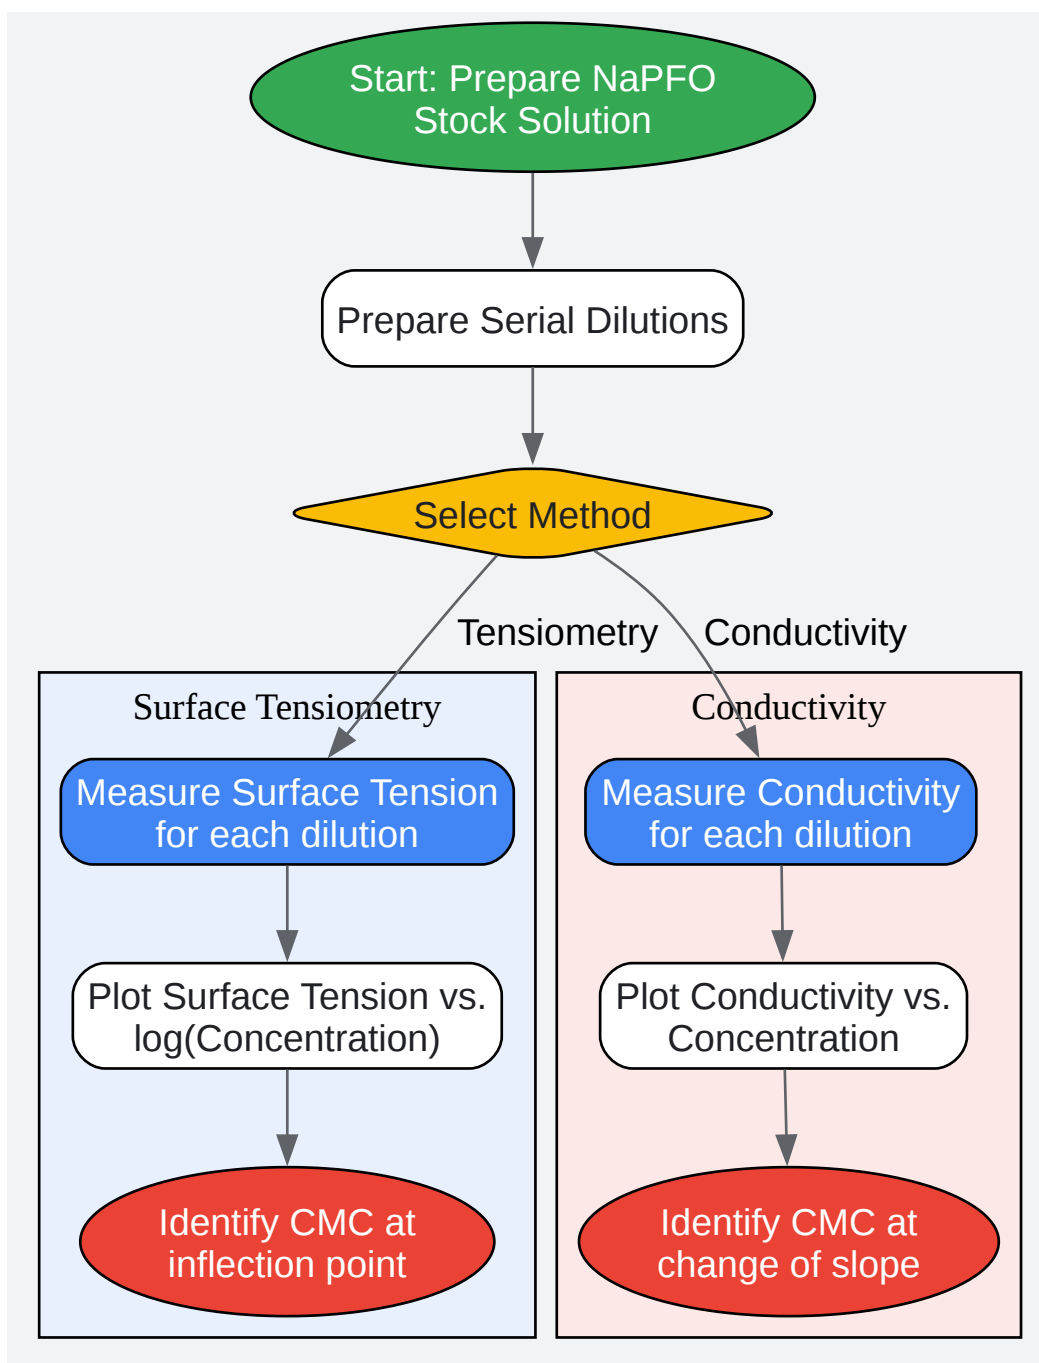 Start: Prepare NaPFO
Stock Solution
Prepare Serial Dilutions
Select Method
Tensiometry
Conductivity
Surface Tensiometry
Measure Surface Tension
for each dilution
Plot Surface Tension vs.
log(Concentration)
Identify CMC at
inflection point
Conductivity
Measure Conductivity
for each dilution
Plot Conductivity vs.
Concentration
Identify CMC at
change of slope